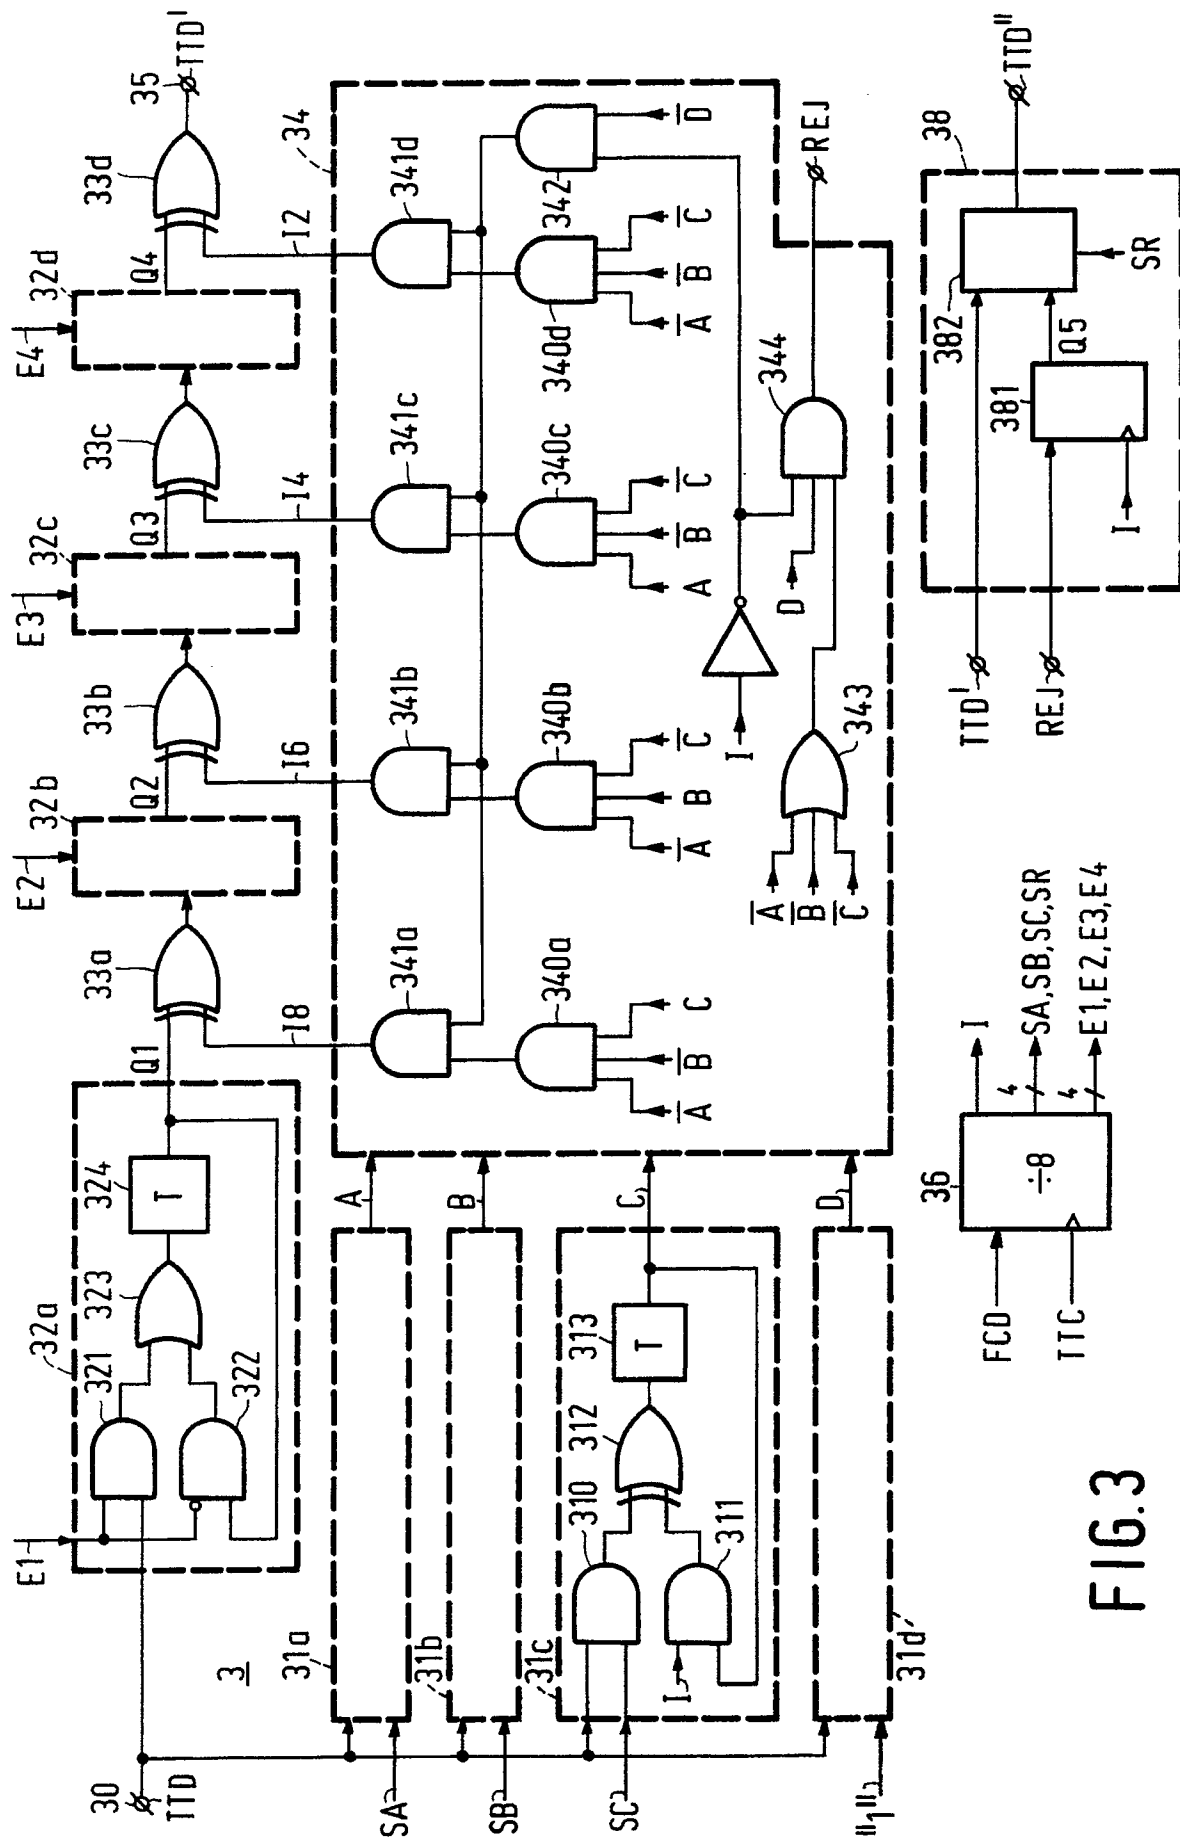 E1
E2
E3
E4
32a
321
323
324
322
Q1
33a
32b
Q2
33b
32c
Q3
33c
32d
Q4
33d
35
TTD'
30
TTD
3
I8
I6
I4
I2
34
31a
SA
A
31b
SB
B
31c
SC
310
311
I
312
313
T
T
C
31d
"1"
D
341a
341b
341c
341d
340a
340b
340c
340d
342
A̅ B̅ C
A̅ B C̅
A B̅ C̅
A̅ B̅ C̅
D̅
I
D
344
REJ
A̅
B̅
C̅
343
FCD
TTC
36
÷8
I
4
SA,SB,SC,SR
4
E1,E2,E3,E4
TTD'
REJ
381
I
Q5
382
SR
38
TTD"
FIG.3